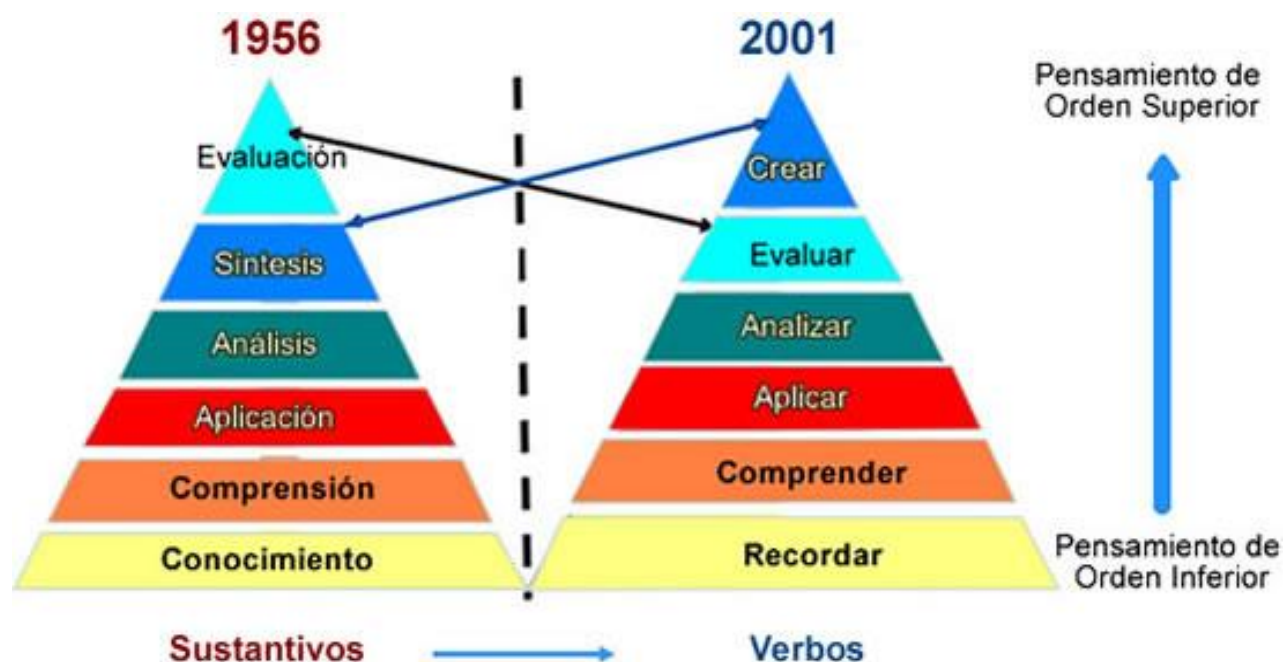 1956
Evaluación
Síntesis
Análisis
Aplicación
Comprensión
Conocimiento
Sustantivos
2001
Crear
Evaluar
Analizar
Aplicar
Comprender
Recordar
Verbos
Pensamiento de
Orden Superior
Pensamiento de
Orden Inferior